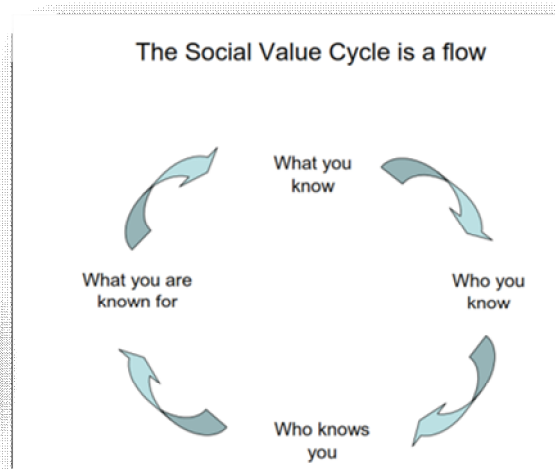 The Social Value Cycle is a flow
What you
know
What you are
known for
Who you
know
Who knows
you